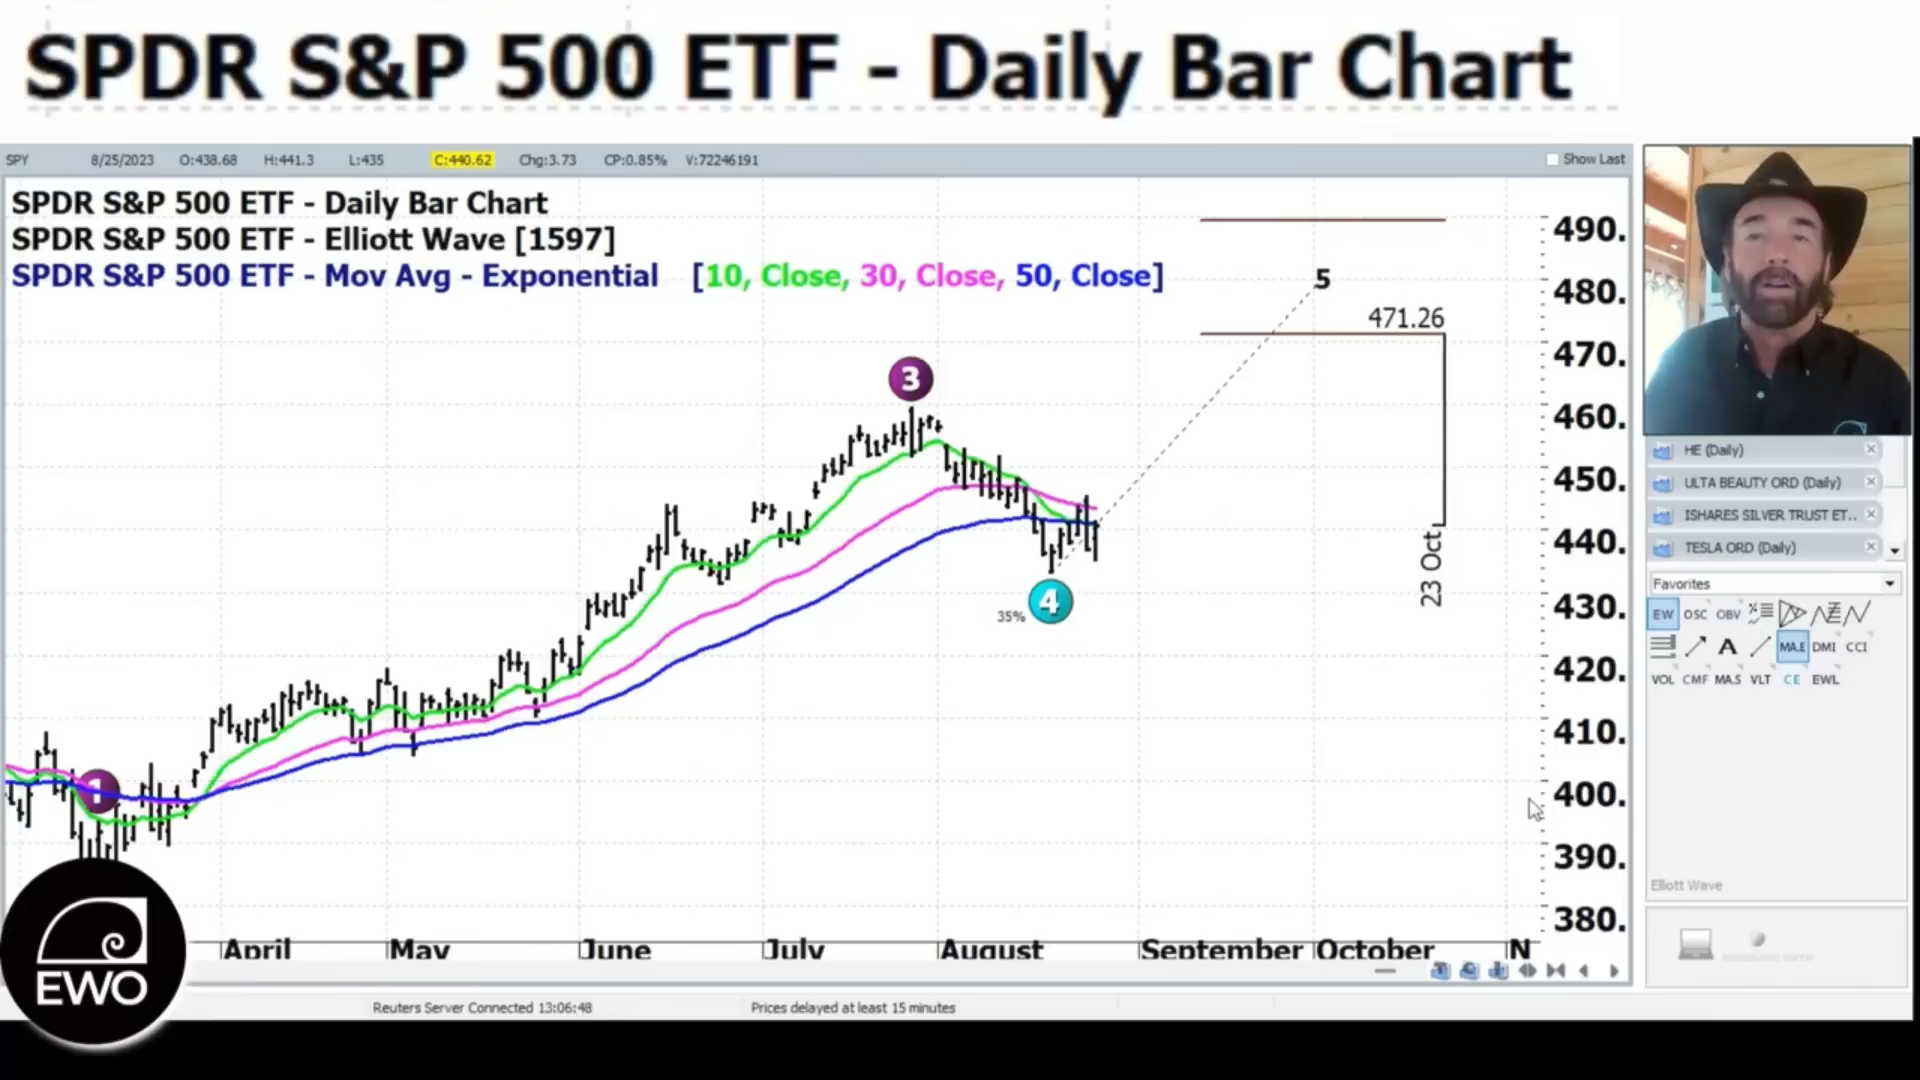 SPDR S&P 500 ETF - Daily Bar Chart
SPY 8/25/2023 O:438.68 H:441.3 L:435 C:440.62 Chg:3.73 CP:0.85% V:72246191 Show Last
SPDR S&P 500 ETF - Daily Bar Chart
SPDR S&P 500 ETF - Elliott Wave [1597]
SPDR S&P 500 ETF - Mov Avg - Exponential [10, Close, 30, Close, 50, Close]
490.
5
480.
471.26
470.
3
460.
450.
440.
23 Oct
4
35%
430.
420.
410.
1
400.
390.
380.
April May June July August September October N
EWO
Reuters Server Connected 13:06:48 Prices delayed at least 15 minutes
HE (Daily)
ULTA BEAUTY ORD (Daily)
ISHARES SILVER TRUST ET..
TESLA ORD (Daily)
Favorites
EW OSC OBV
A MA.E DMI CCI
VOL CMF MA.S VLT CE EWL
Elliott Wave